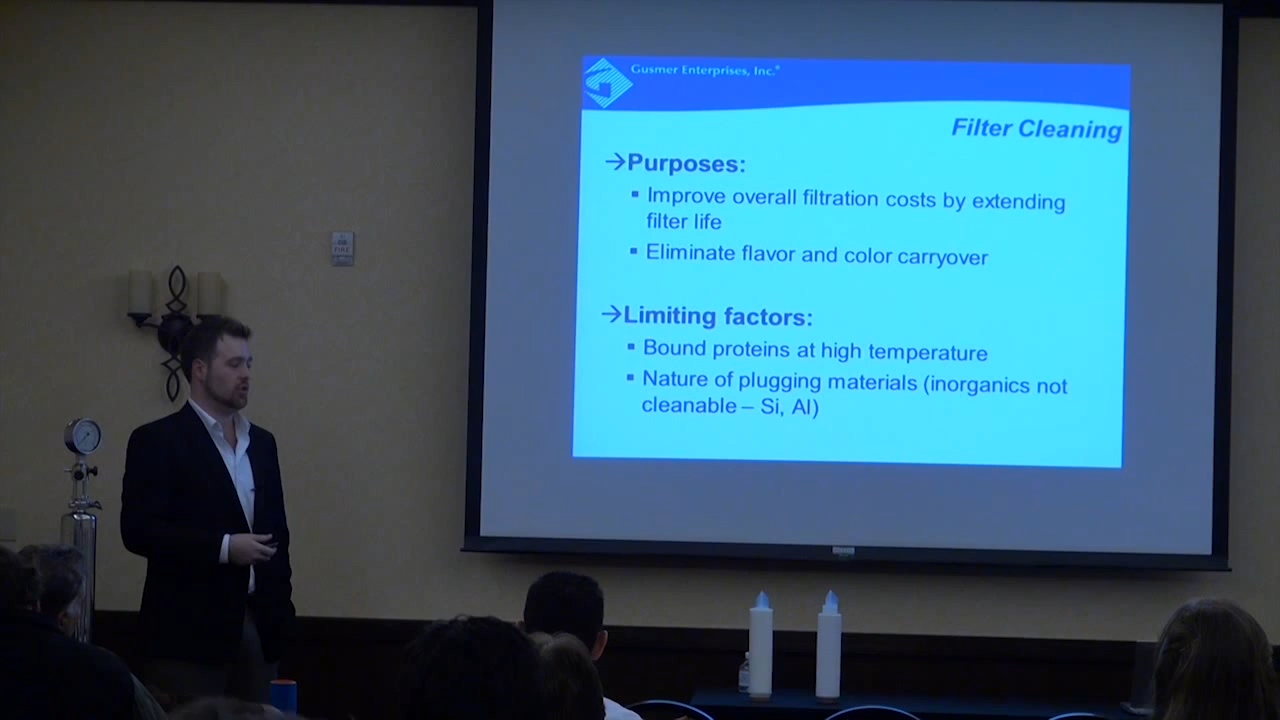 Gusmer Enterprises, Inc.®
Filter Cleaning
→Purposes:
▪ Improve overall filtration costs by extending
filter life
▪ Eliminate flavor and color carryover
→Limiting factors:
▪ Bound proteins at high temperature
▪ Nature of plugging materials (inorganics not
cleanable – Si, Al)
FIRE